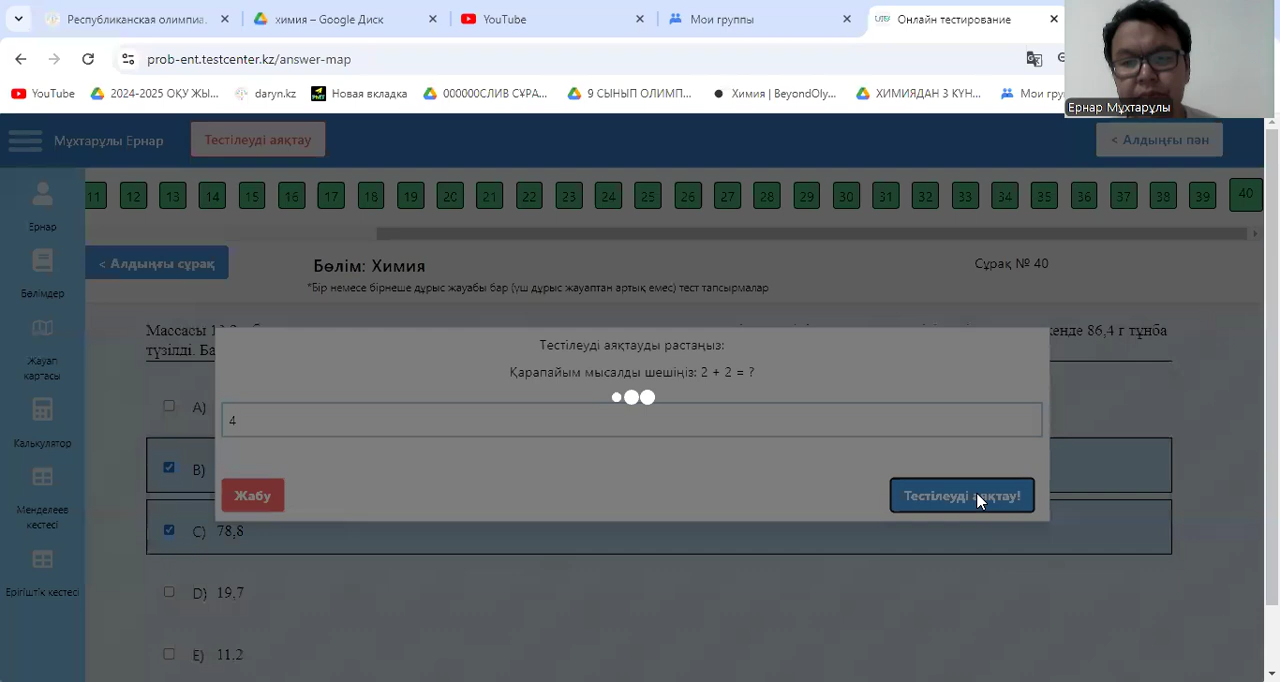 Республиканская олимпиа.
химия – Google Диск
YouTube
Мои группы
Онлайн тестирование
prob-ent.testcenter.kz/answer-map
YouTube
2024-2025 ОҚУ ЖЫ...
daryn.kz
Новая вкладка
000000СЛИВ СҰРА...
9 СЫНЫП ОЛИМП...
Химия | BeyondOly...
ХИМИЯДАН 3 КҮН...
Мои гру
Ернар Мұхтарұлы
Мұхтарұлы Ернар
Тестілеуді аяқтау
< Алдыңғы пән
11 12 13 14 15 16 17 18 19 20 21 22 23 24 25 26 27 28 29 30 31 32 33 34 35 36 37 38 39 40
Ернар
< Алдыңғы сұрақ
Бөлім: Химия
Сұрақ № 40
*Бір немесе бірнеше дұрыс жауабы бар (үш дұрыс жауаптан артық емес) тест тапсырмалар
Бөлімдер
Массасы
кенде 86,4 г тұнба
түзілді. Ба
Тестілеуді аяқтауды растаңыз:
Қарапайым мысалды шешіңіз: 2 + 2 = ?
4
Жабу
Тестілеуді аяқтау!
Жауап
картасы
Калькулятор
Менделеев
кестесі
Ерігіштік кестесі
A)
B)
C) 78,8
D) 19,7
E) 11,2